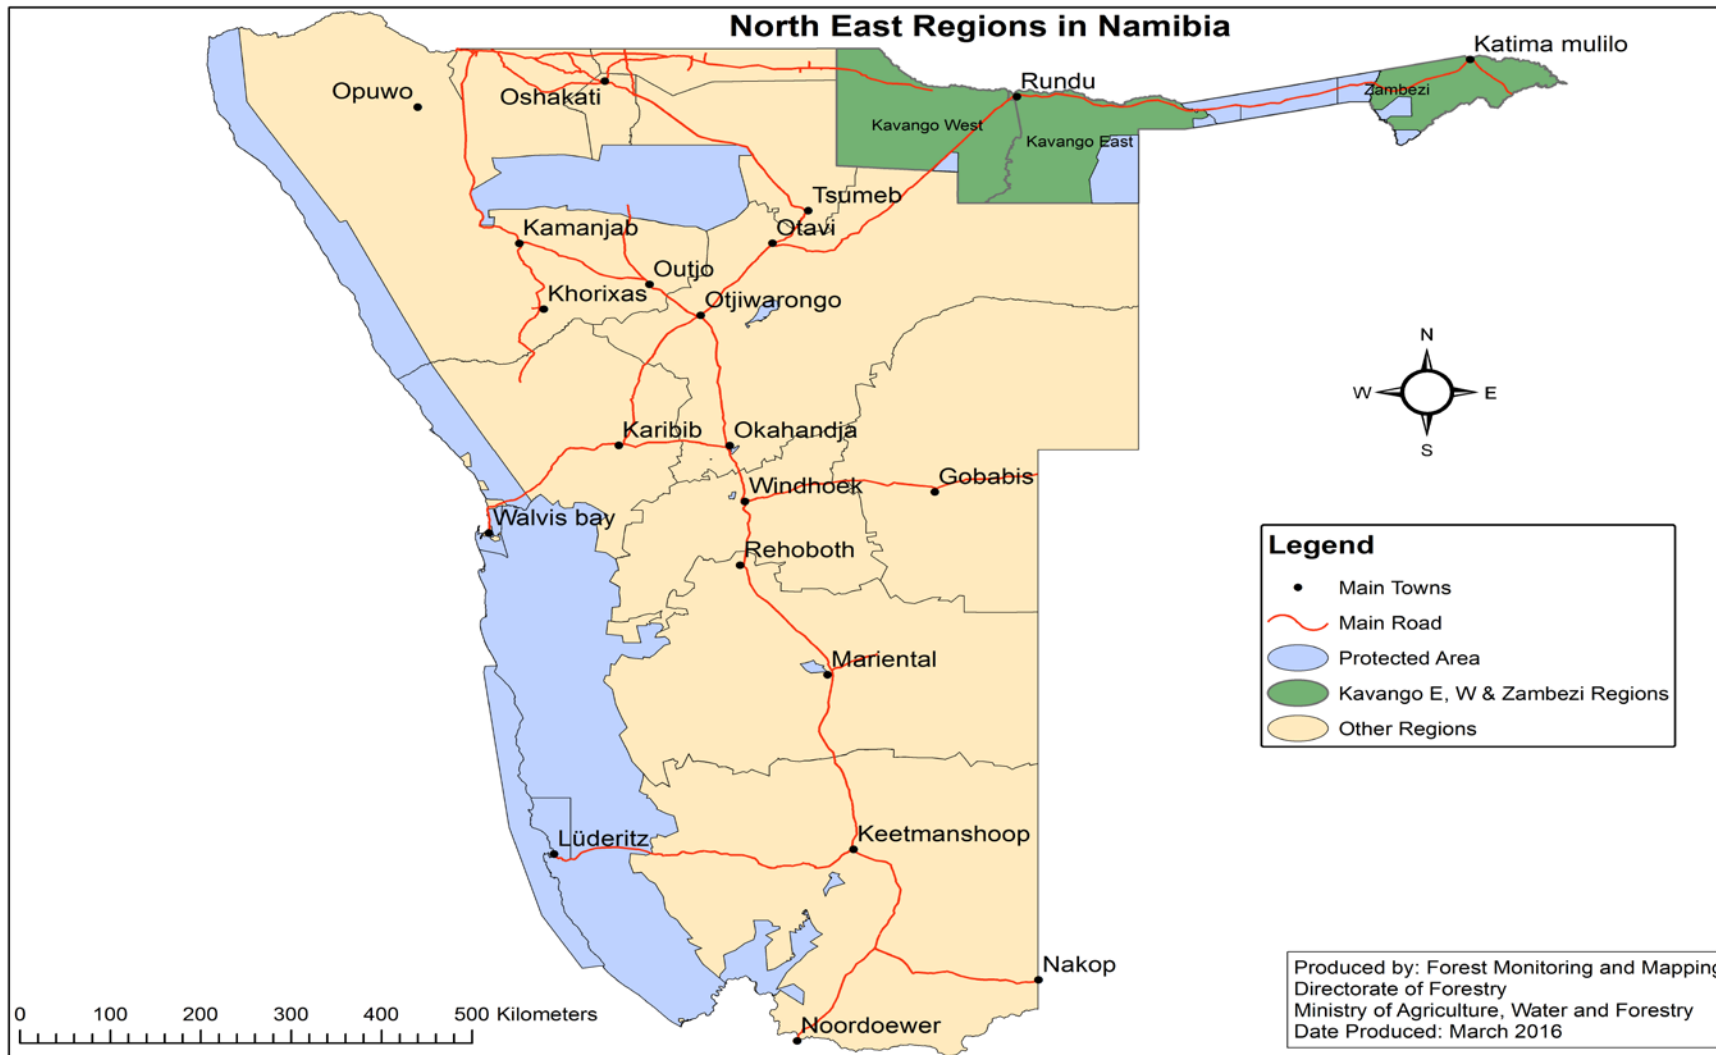 North East Regions in Namibia
Katima mulilo
Rundu
Opuwo
Oshakati
Zambezi
Kavango West
Kavango East
Tsumeb
Kamanjab
Otavi
Outjo
Khorixas
Otjiwarongo
N
W
E
S
Karibib
Okahandja
Gobabis
Windhoek
Walvis bay
Rehoboth
Legend
Main Towns
Main Road
Protected Area
Kavango E, W & Zambezi Regions
Other Regions
Mariental
Lüderitz
Keetmanshoop
Nakop
Noordoewer
0 100 200 300 400 500 Kilometers
Produced by: Forest Monitoring and Mapping
Directorate of Forestry
Ministry of Agriculture, Water and Forestry
Date Produced: March 2016